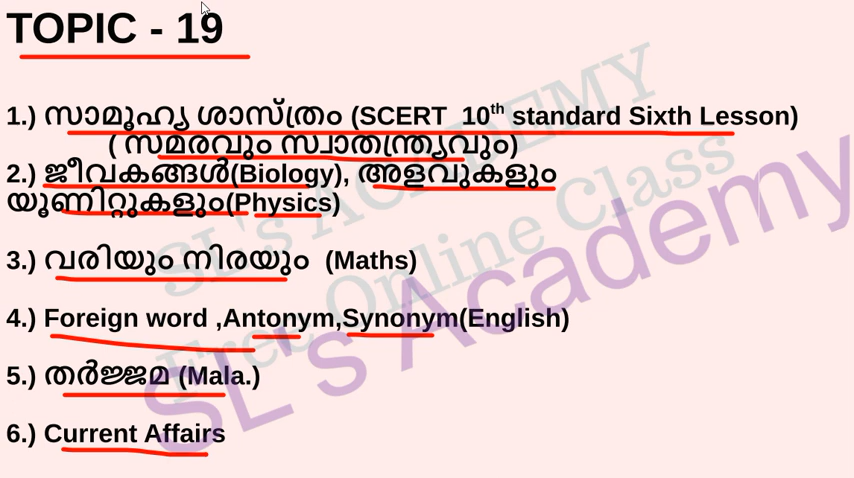 TOPIC - 19
1.) സാമൂഹ്യ ശാസ്ത്രം (SCERT 10th standard Sixth Lesson)
( സമരവും സ്വാതന്ത്ര്യവും)
2.) ജീവകങ്ങൾ(Biology), അളവുകളും
യൂണിറ്റുകളും(Physics)
3.) വരിയും നിരയും (Maths)
4.) Foreign word ,Antonym,Synonym(English)
5.) തർജ്ജമ (Mala.)
6.) Current Affairs
SL's ACADEMY
Free Online Class
SL's Academy